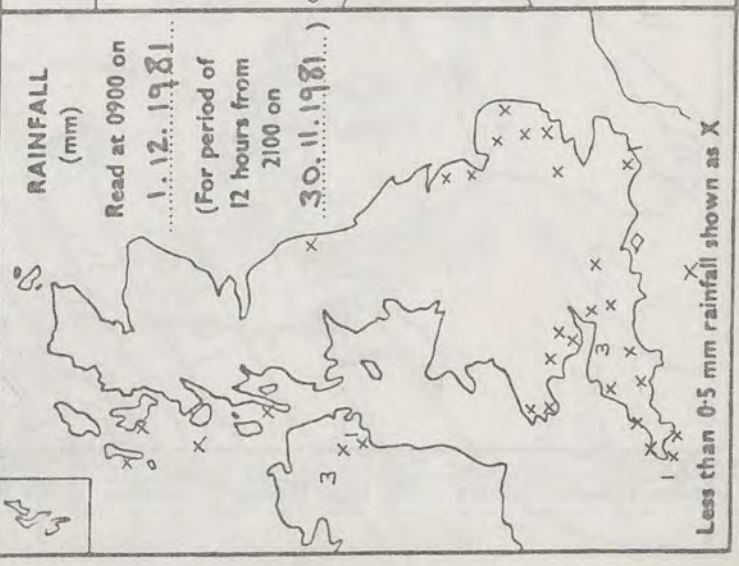 RAINFALL
(mm)
Read at 0900 on
1.12.1981
(For period of
12 hours from
2100 on
30.11.1981)
3
1
3
1
Less than 0·5 mm rainfall shown as X